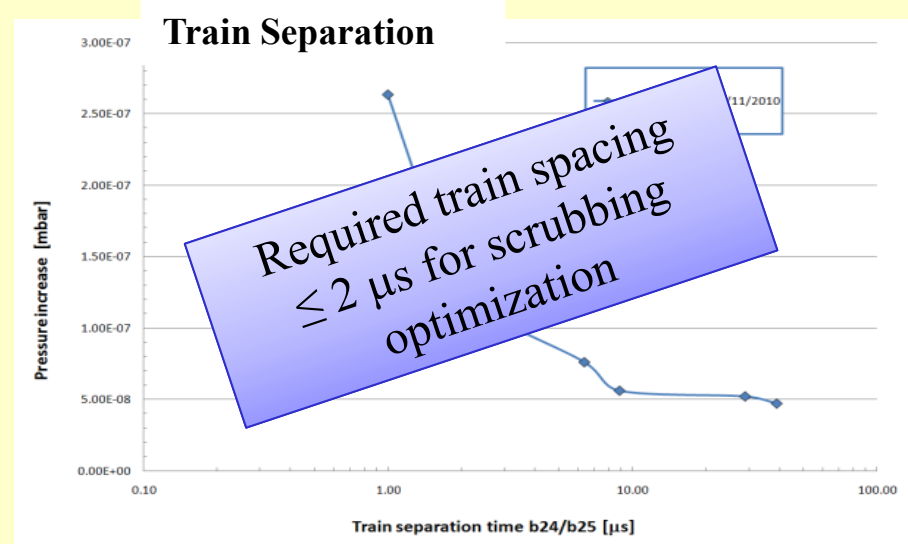 Train Separation
3.00E-07
2.50E-07
2.00E-07
1.50E-07
1.00E-07
5.00E-08
0.00E+00
Pressure increase [mbar]
/11/2010
Required train spacing
≤ 2 μs for scrubbing
optimization
0.10
1.00
10.00
100.00
Train separation time b24/b25 [μs]